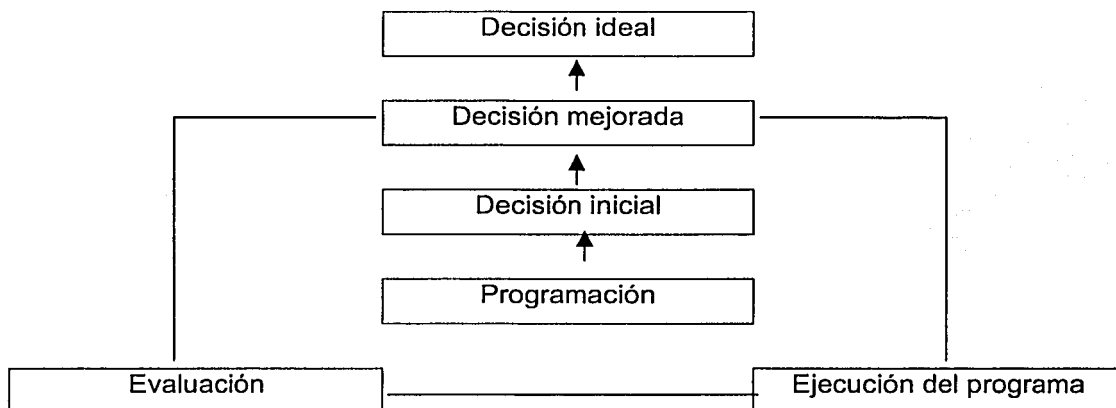 Decisión ideal
Decisión mejorada
Decisión inicial
Programación
Evaluación
Ejecución del programa